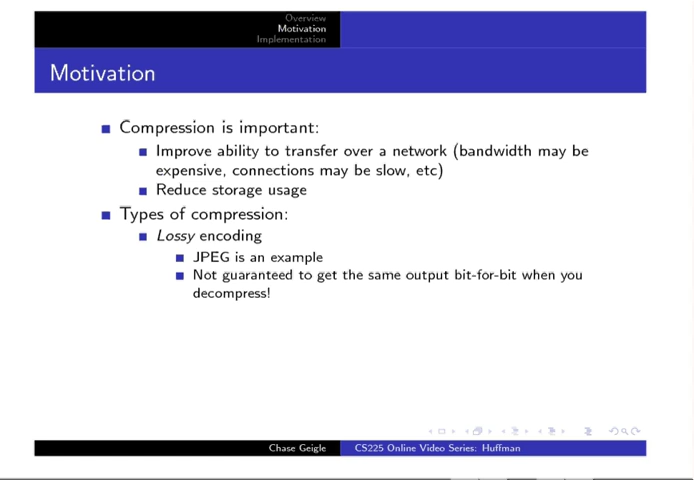 Overview
Motivation
Implementation
Motivation
Compression is important:
Improve ability to transfer over a network (bandwidth may be
expensive, connections may be slow, etc)
Reduce storage usage
Types of compression:
Lossy encoding
JPEG is an example
Not guaranteed to get the same output bit-for-bit when you
decompress!
Chase Geigle
CS225 Online Video Series: Huffman